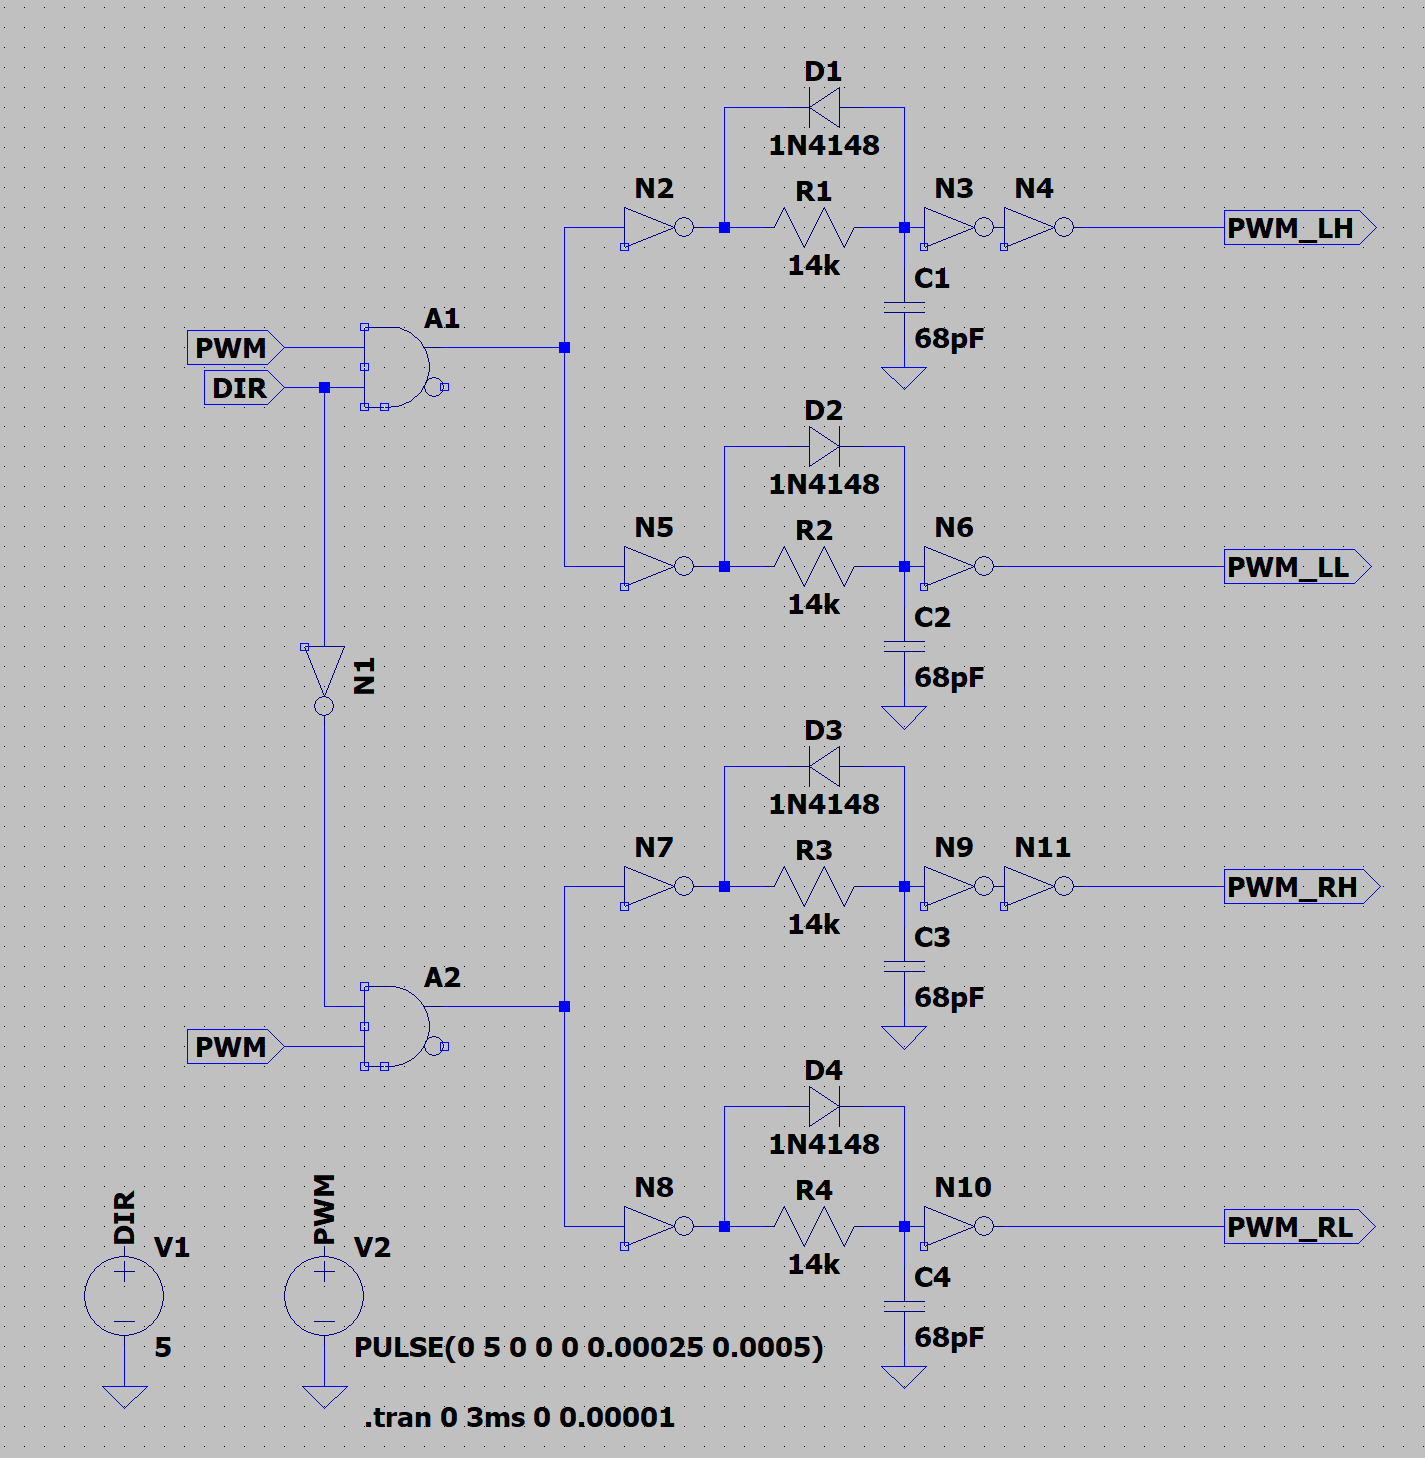 D1
1N4148
N2
R1
N3
N4
PWM_LH
14k
C1
68pF
A1
PWM
DIR
D2
1N4148
N5
R2
N6
PWM_LL
14k
C2
68pF
N1
D3
1N4148
N7
R3
N9
N11
PWM_RH
14k
C3
68pF
A2
PWM
D4
1N4148
N8
R4
N10
PWM_RL
14k
C4
68pF
DIR
V1
5
PWM
V2
PULSE(0 5 0 0 0 0.00025 0.0005)
.tran 0 3ms 0 0.00001